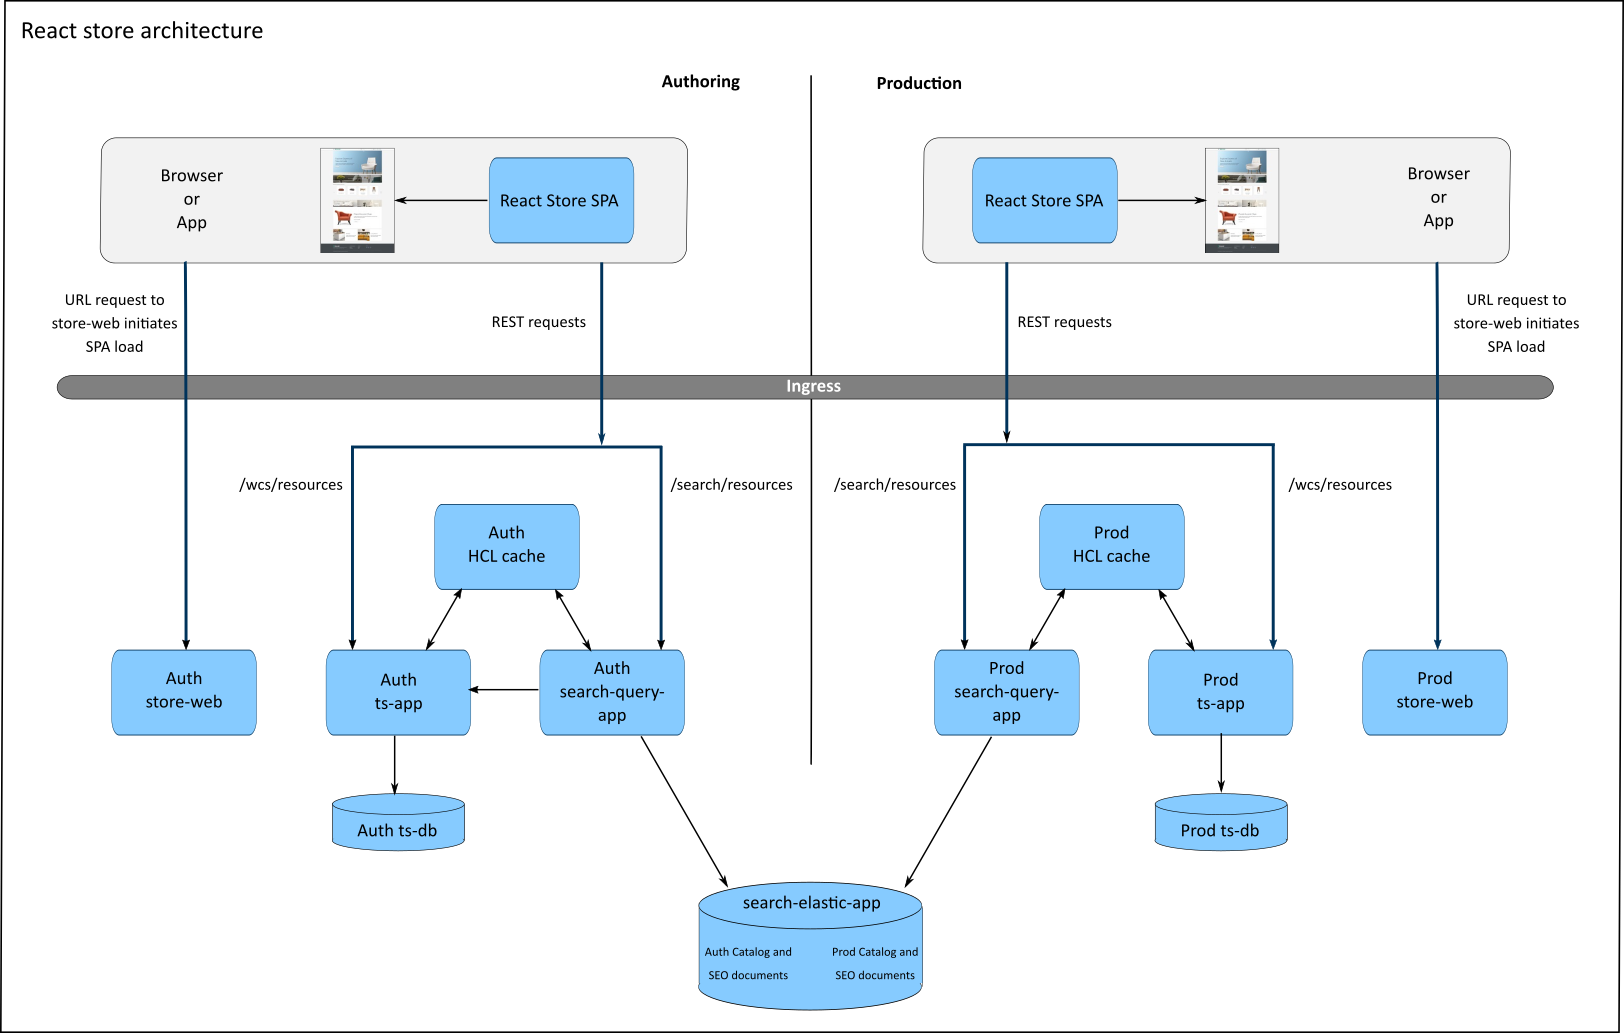 React store architecture
Authoring
Production
Browser
or
App
React Store SPA
React Store SPA
Browser
or
App
URL request to
store-web initiates
SPA load
REST requests
REST requests
URL request to
store-web initiates
SPA load
Ingress
/wcs/resources
/search/resources
/search/resources
/wcs/resources
Auth
HCL cache
Prod
HCL cache
Auth
store-web
Auth
ts-app
Auth
search-query-
app
Prod
search-query-
app
Prod
ts-app
Prod
store-web
Auth ts-db
Prod ts-db
search-elastic-app
Auth Catalog and
SEO documents
Prod Catalog and
SEO documents